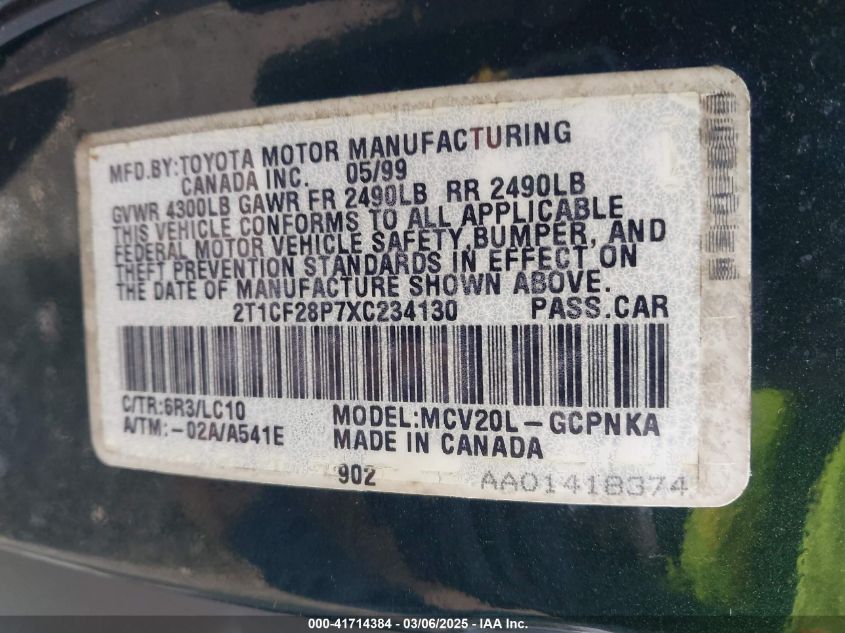 MFD.BY:TOYOTA MOTOR MANUFACTURING
CANADA INC. 05/99
GVWR 4300LB GAWR FR 2490LB RR 2490LB
THIS VEHICLE CONFORMS TO ALL APPLICABLE
FEDERAL MOTOR VEHICLE SAFETY,BUMPER, AND
THEFT PREVENTION STANDARDS IN EFFECT ON
THE DATE OF MANUFACTURE SHOWN ABOVE.
2T1CF28P7XC234130 PASS.CAR
C/TR:6R3/LC10 MODEL:MCV20L-GCPNKA
A/TM:-02A/A541E MADE IN CANADA
902 AA01418374
000-41714384 - 03/06/2025 - IAA Inc.